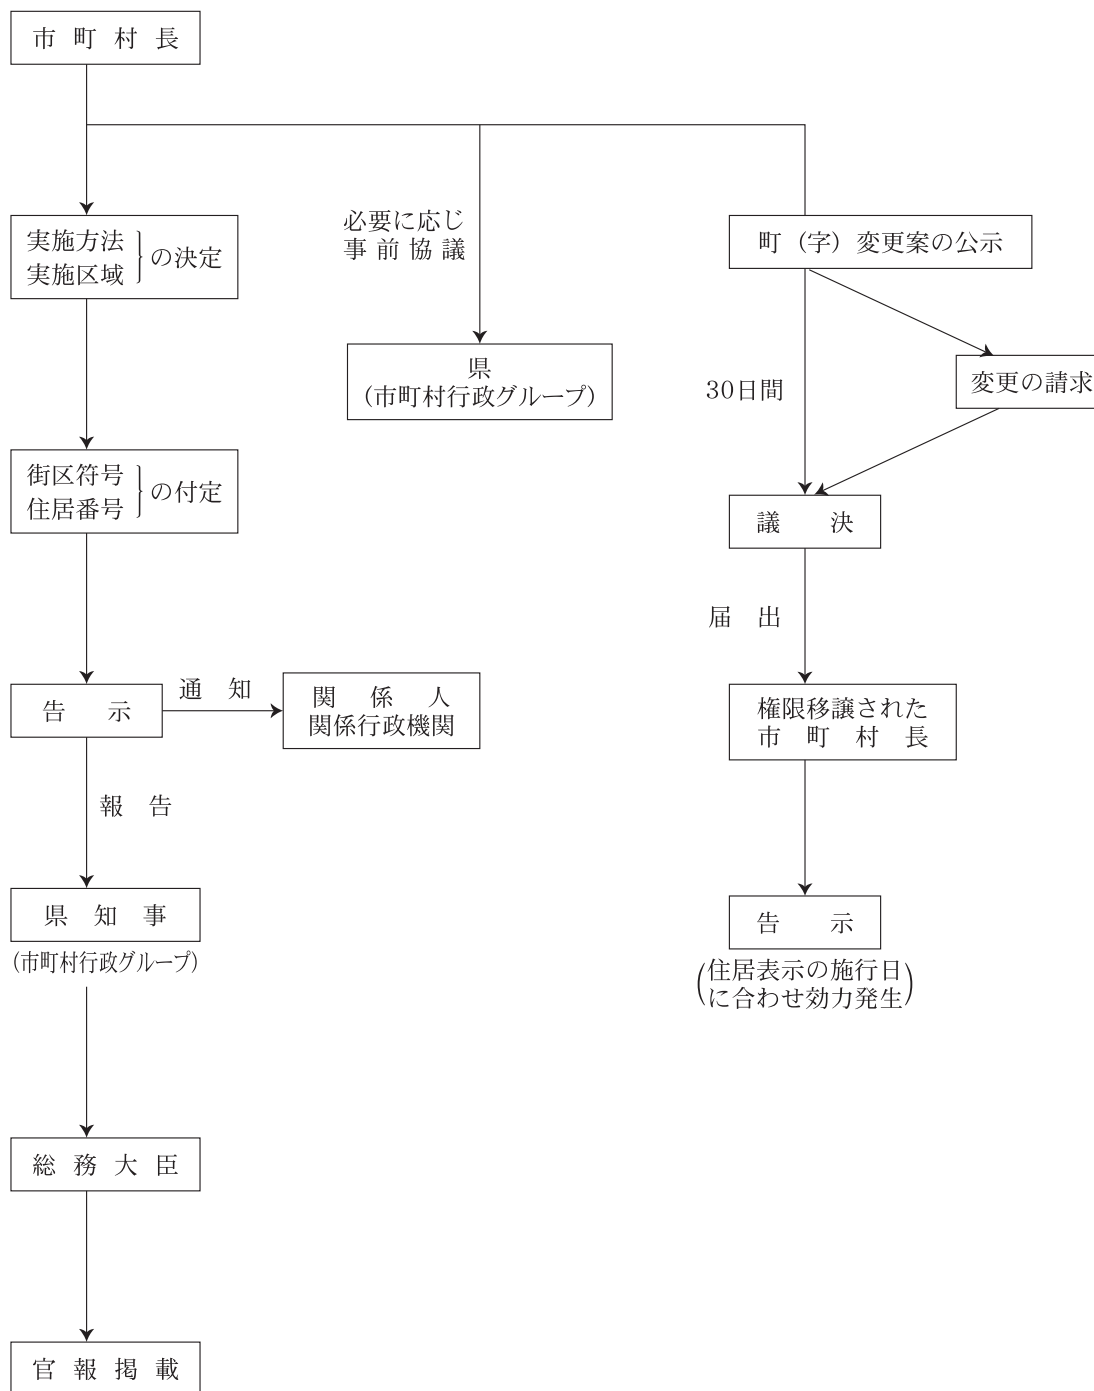 市町村長
実施方法
実施区域
の決定
必要に応じ
事前協議
県
（市町村行政グループ）
町（字）変更案の公示
変更の請求
30日間
街区符号
住居番号
の付定
議決
届出
告示
通知
関係人
関係行政機関
権限移譲された
市町村長
報告
県知事
（市町村行政グループ）
告示
（住居表示の施行日
に合わせ効力発生）
総務大臣
官報掲載